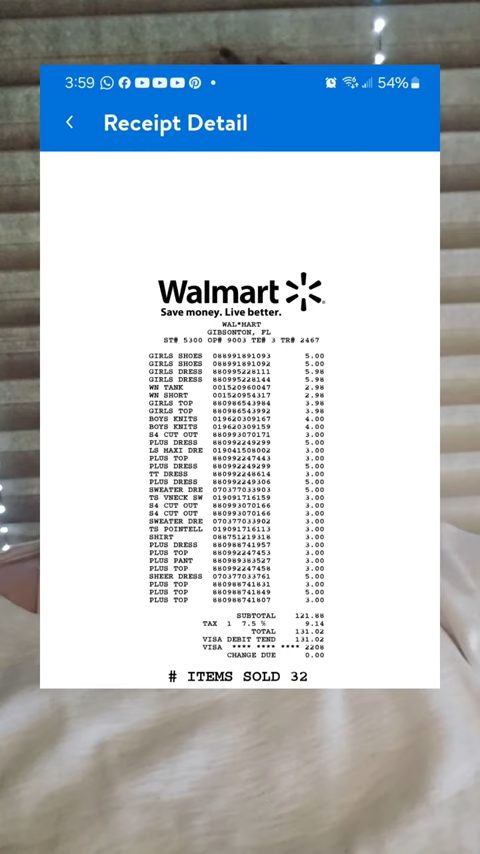 3:59 54%
Receipt Detail
Walmart
Save money. Live better.
WAL*MART
GIBSONTON, FL
ST# 5300 OP# 9003 TE# 3 TR# 2467
GIRLS SHOES 088991891093 5.00
GIRLS SHOES 088991891092 5.00
GIRLS DRESS 880995228111 5.98
GIRLS DRESS 880995228144 5.98
WN TANK 001520960047 2.98
WN SHORT 001520954317 2.98
GIRLS TOP 880986543984 3.98
GIRLS TOP 880986543992 3.98
BOYS KNITS 019620309167 4.00
BOYS KNITS 019620309159 4.00
S4 CUT OUT 880993070171 3.00
PLUS DRESS 880992249299 5.00
LS MAXI DRE 019041508002 3.00
PLUS TOP 880992247443 3.00
PLUS DRESS 880992249299 5.00
TT DRESS 880992248614 3.00
PLUS DRESS 880992249306 5.00
SWEATER DRE 070377033903 5.00
TS VNECK SW 019091716159 3.00
S4 CUT OUT 880993070166 3.00
S4 CUT OUT 880993070166 3.00
SWEATER DRE 070377033902 3.00
TS POINTELL 019091716113 3.00
SHIRT 088751219318 3.00
PLUS DRESS 880988741957 3.00
PLUS TOP 880992247453 3.00
PLUS PANT 880989383527 3.00
PLUS TOP 880992247458 3.00
SHEER DRESS 070377033761 5.00
PLUS TOP 880988741831 3.00
PLUS TOP 880988741849 5.00
PLUS TOP 880988741807 3.00
SUBTOTAL 121.88
TAX 1 7.5 % 9.14
TOTAL 131.02
VISA DEBIT TEND 131.02
VISA **** **** **** 2208
CHANGE DUE 0.00
# ITEMS SOLD 32